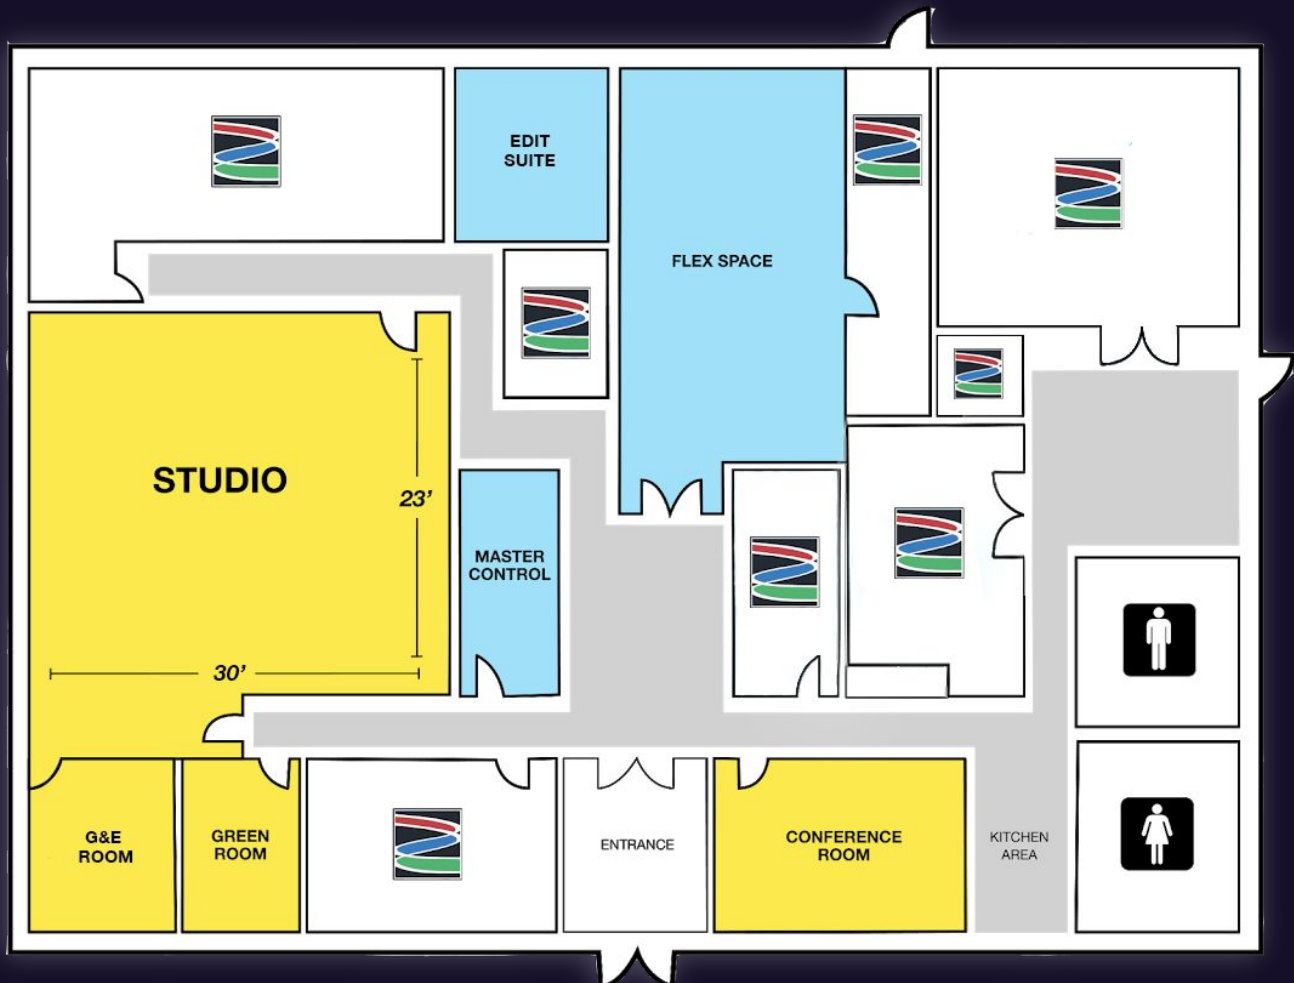 EDIT
SUITE
FLEX SPACE
STUDIO
23'
MASTER
CONTROL
30'
G&E
ROOM
GREEN
ROOM
ENTRANCE
CONFERENCE
ROOM
KITCHEN
AREA